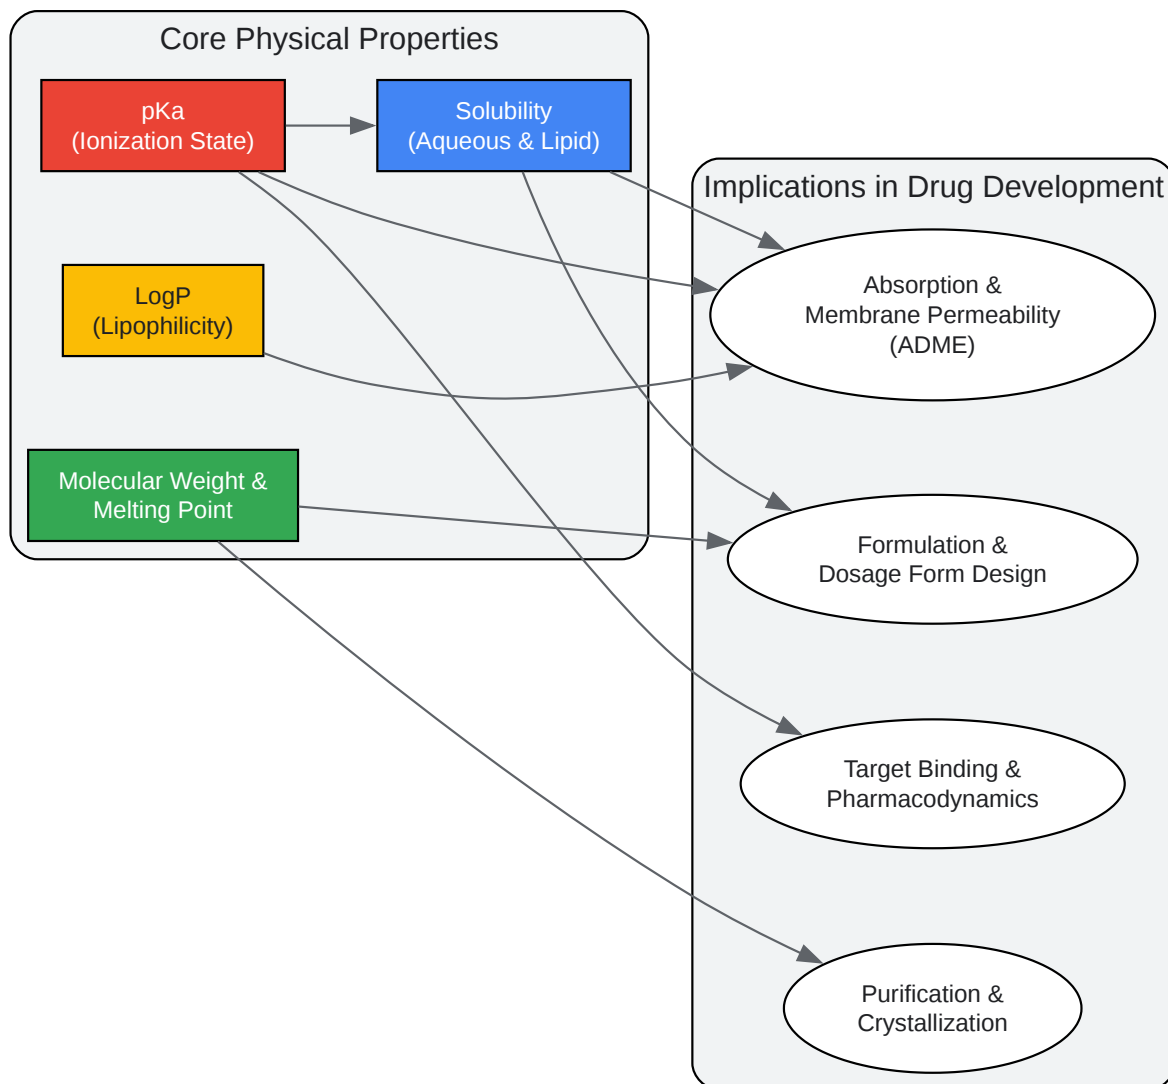 Core Physical Properties
pKa
(Ionization State)
Solubility
(Aqueous & Lipid)
LogP
(Lipophilicity)
Molecular Weight &
Melting Point
Implications in Drug Development
Absorption &
Membrane Permeability
(ADME)
Formulation &
Dosage Form Design
Target Binding &
Pharmacodynamics
Purification &
Crystallization